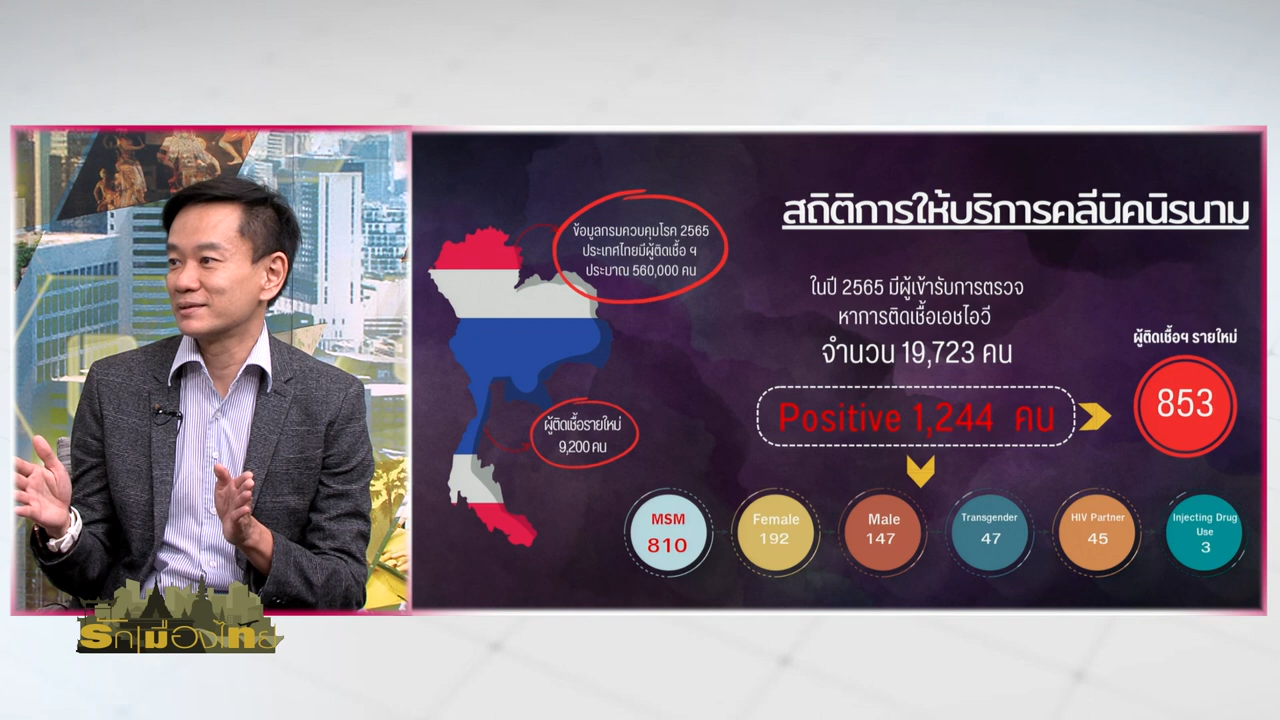 สถิติการให้บริการคลีนิคนิรนาม
ข้อมูลกรมควบคุมโรค 2565
ประเทศไทยมีผู้ติดเชื้อ ฯ
ประมาณ 560,000 คน
ในปี 2565 มีผู้เข้ารับการตรวจ
หาการติดเชื้อเอชไอวี
จำนวน 19,723 คน
ผู้ติดเชื้อฯ รายใหม่
853
Positive 1,244 คน
ผู้ติดเชื้อรายใหม่
9,200 คน
MSM
810
Female
192
Male
147
Transgender
47
HIV Partner
45
Injecting Drug
Use
3
รักเมืองไทย